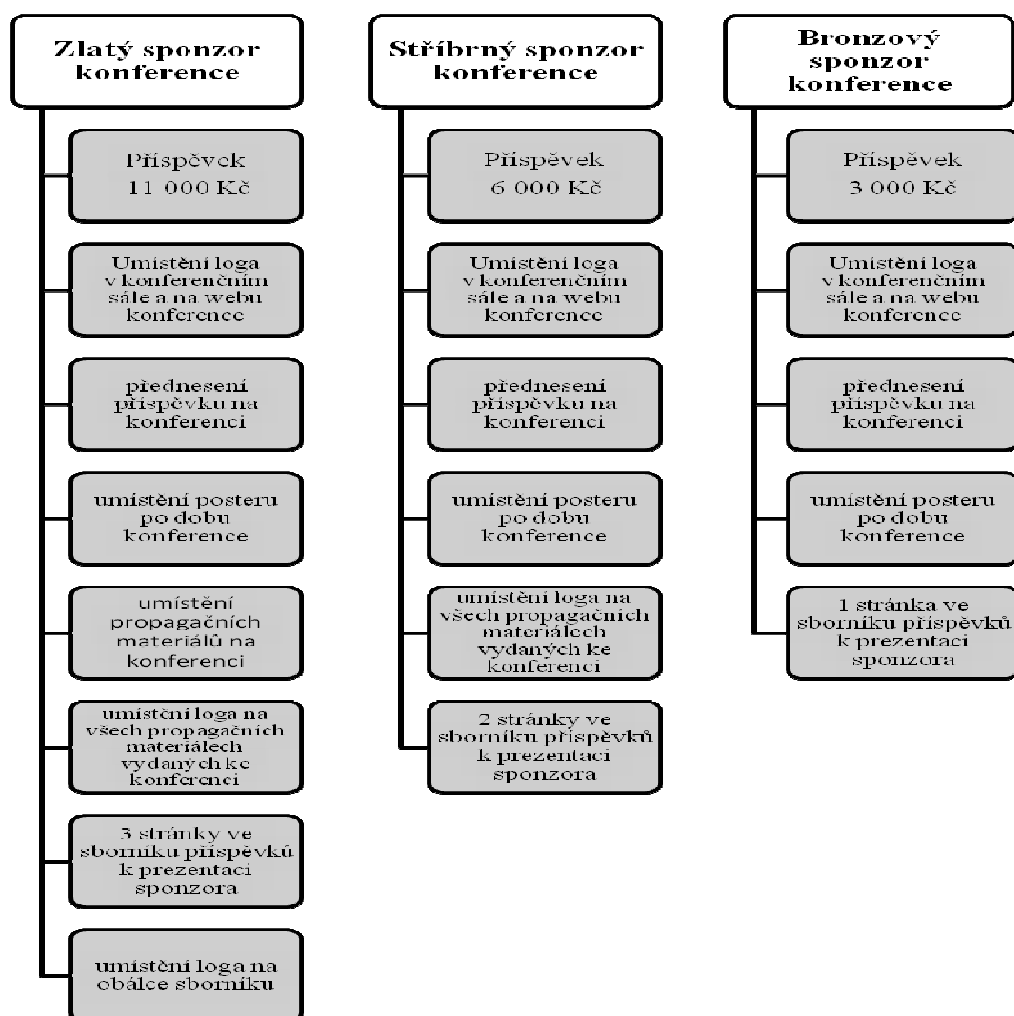 Zlatý sponzor
konference
Příspěvek
11 000 Kč
Umístění loga
v konferenčním
sále a na webu
konference
přednesení
příspěvku na
konferenci
umístění posteru
po dobu
konference
umístění
propagačních
materiálů na
konferenci
umístění loga na
všech propagačních
materiálech
vydaných ke
konferenci
3 stránky ve
sborníku příspěvků
k prezentaci
sponzora
umístění loga na
obálce sborníku
Stříbrný sponzor
konference
Příspěvek
6 000 Kč
Umístění loga
v konferenčním
sále a na webu
konference
přednesení
příspěvku na
konferenci
umístění posteru
po dobu
konference
umístění loga na
všech propagačních
materiálech
vydaných ke
konferenci
2 stránky ve
sborníku příspěvků
k prezentaci
sponzora
Bronzový
sponzor
konference
Příspěvek
3 000 Kč
Umístění loga
v konferenčním
sále a na webu
konference
přednesení
příspěvku na
konferenci
umístění posteru
po dobu
konference
1 stránka ve
sborníku příspěvků
k prezentaci
sponzora